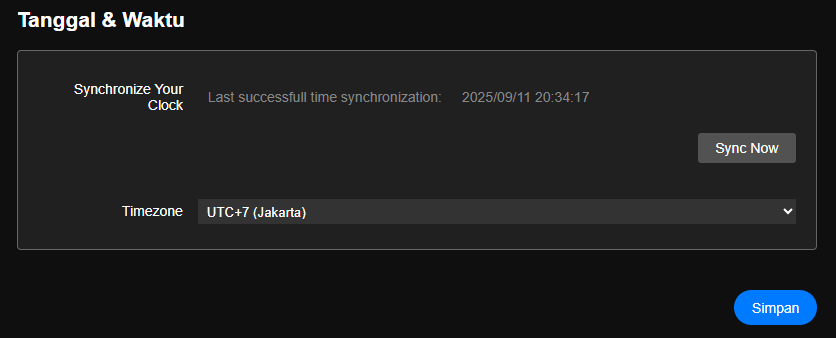 Tanggal & Waktu
Synchronize Your
Clock
Last successfull time synchronization: 2025/09/11 20:34:17
Sync Now
Timezone
UTC+7 (Jakarta)
Simpan